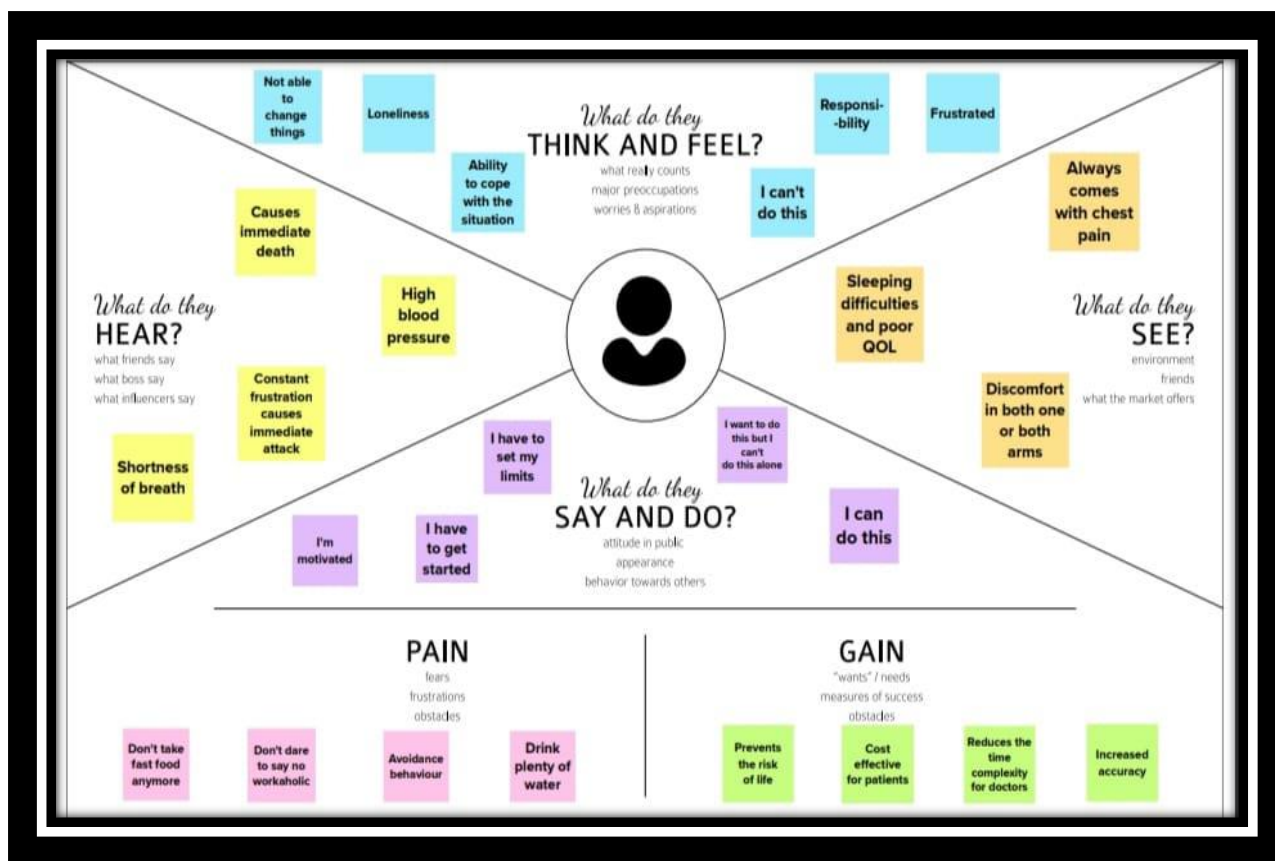 Not able
to
change
things
Loneliness
Ability
to cope
with the
situation
What do they
THINK AND FEEL?
what really counts
major preoccupations
worries & aspirations
Responsi-
-bility
Frustrated
I can't
do this
Causes
immediate
death
High
blood
pressure
What do they
HEAR?
what friends say
what boss say
what influencers say
Constant
frustration
causes
immediate
attack
Shortness
of breath
Always
comes
with chest
pain
Sleeping
difficulties
and poor
QOL
What do they
SEE?
environment
friends
what the market offers
Discomfort
in both one
or both
arms
I have to
set my
limits
I want to do
this but I
can't
do this alone
What do they
SAY AND DO?
attitude in public
appearance
behavior towards others
I'm
motivated
I have
to get
started
I can
do this
PAIN
fears
frustrations
obstacles
Don't take
fast food
anymore
Don't dare
to say no
workaholic
Avoidance
behaviour
Drink
plenty of
water
GAIN
"wants" / needs
measures of success
obstacles
Prevents
the risk
of life
Cost
effective
for patients
Reduces the
time
complexity
for doctors
Increased
accuracy